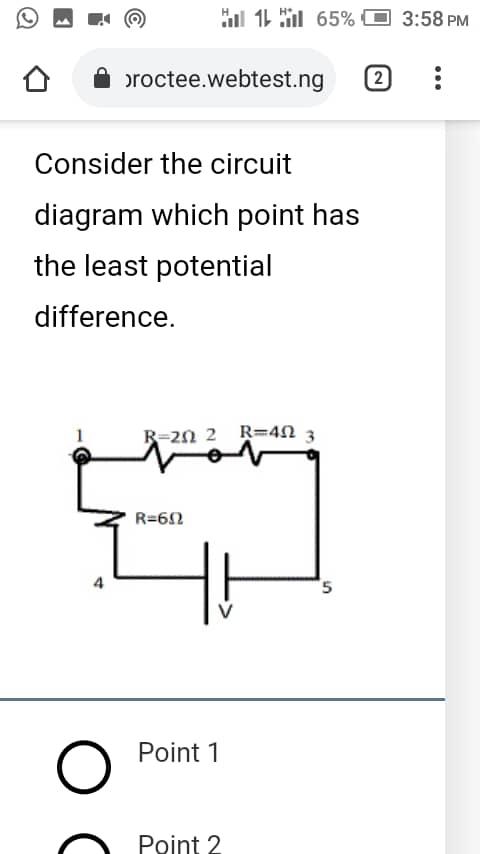 H 1 H+ 65% 3:58 PM
proctee.webtest.ng 2
Consider the circuit
diagram which point has
the least potential
difference.
1 R=2Ω 2 R=4Ω 3
R=6Ω
4 5
V
Point 1
Point 2